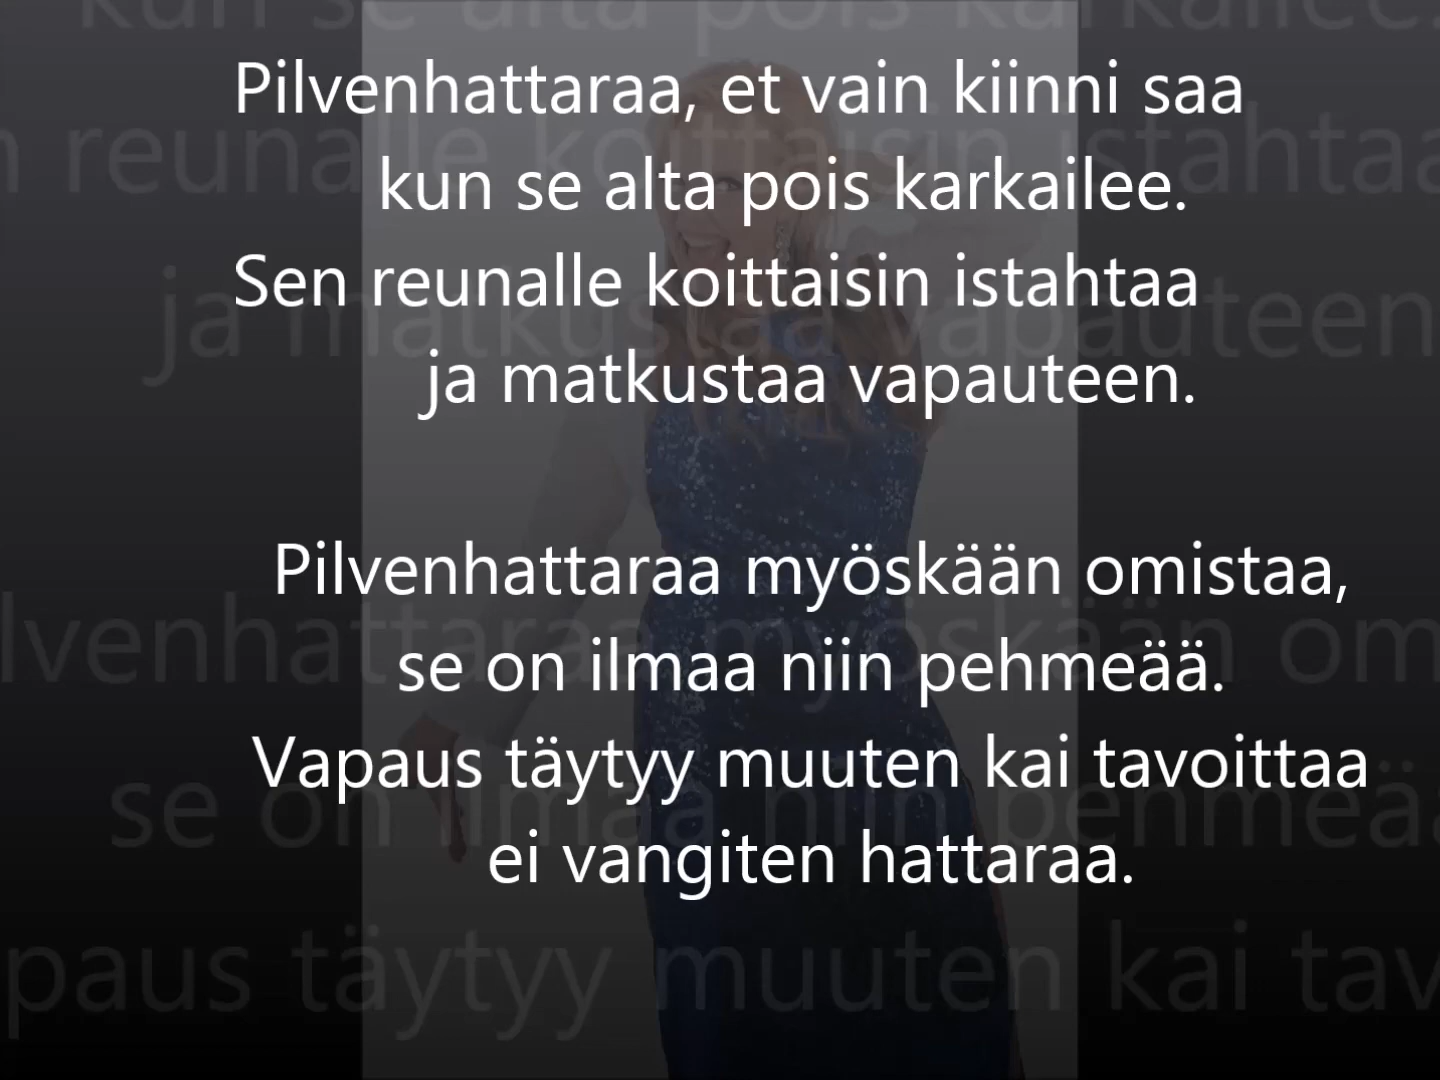 Pilvenhattaraa, et vain kiinni saa
kun se alta pois karkailee.
Sen reunalle koittaisin istahtaa
ja matkustaa vapauteen.
Pilvenhattaraa myöskään omistaa,
se on ilmaa niin pehmeää.
Vapaus täytyy muuten kai tavoittaa
ei vangiten hattaraa.